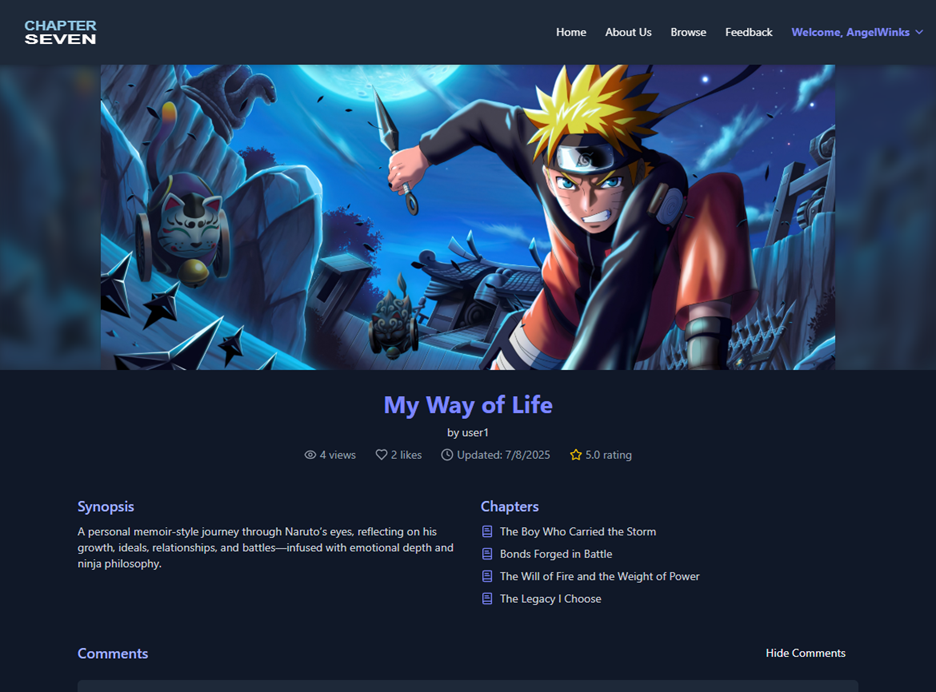 CHAPTER
SEVEN
Home About Us Browse Feedback Welcome, AngelWinks
My Way of Life
by user1
4 views 2 likes Updated: 7/8/2025 5.0 rating
Synopsis
A personal memoir-style journey through Naruto's eyes, reflecting on his
growth, ideals, relationships, and battles—infused with emotional depth and
ninja philosophy.
Chapters
The Boy Who Carried the Storm
Bonds Forged in Battle
The Will of Fire and the Weight of Power
The Legacy I Choose
Comments
Hide Comments